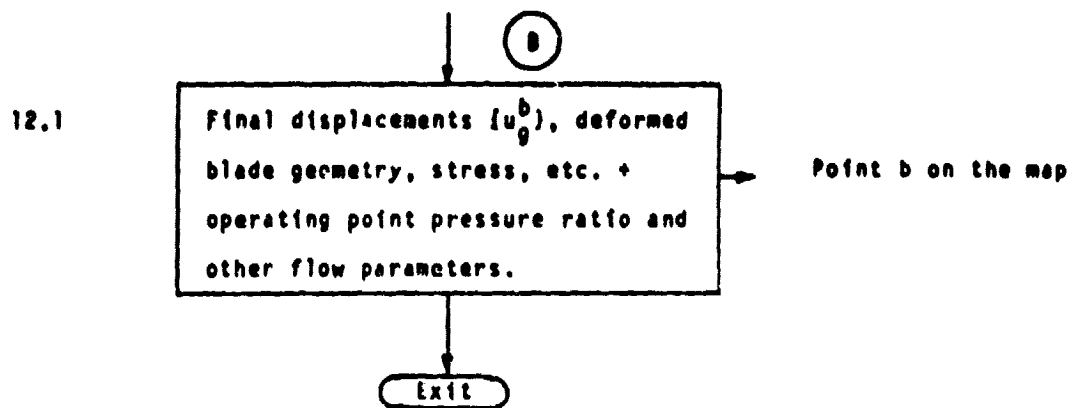 B
12.1
Final displacements {u_g^b}, deformed
blade geometry, stress, etc. +
operating point pressure ratio and
other flow parameters.
Point b on the map
Exit